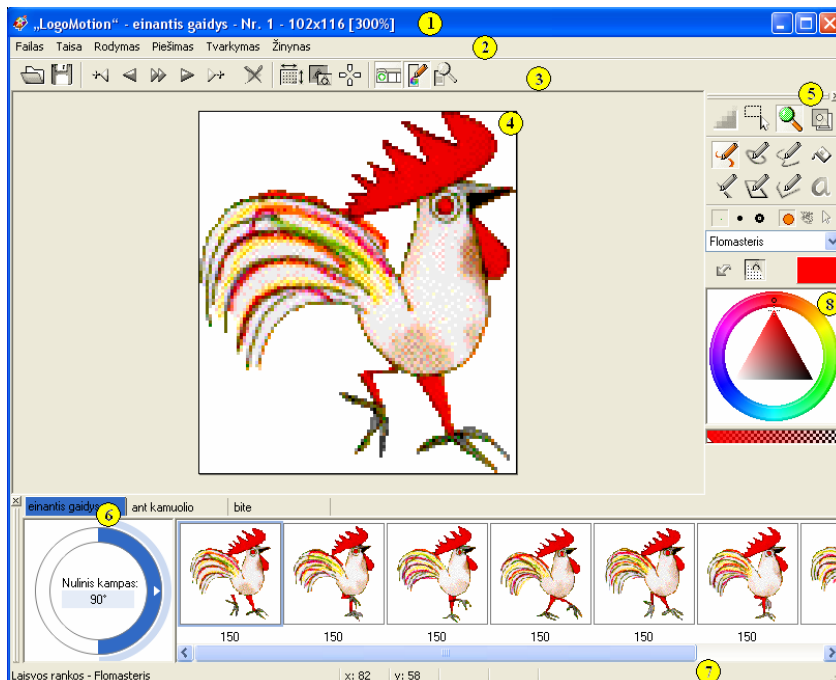 „LogoMotion“ - einantis gaidys - Nr. 1 - 102x116 [300%]
1
Failas Taisa Rodymas Piešimas Tvarkymas Žinynas
2
3
4
5
a
Flomasteris
8
einantis gaidys ant kamuolio bite
6
Nulinis kampas:
90°
150 150 150 150 150 150
7
Laisvos rankos - Flomasteris x: 82 y: 58